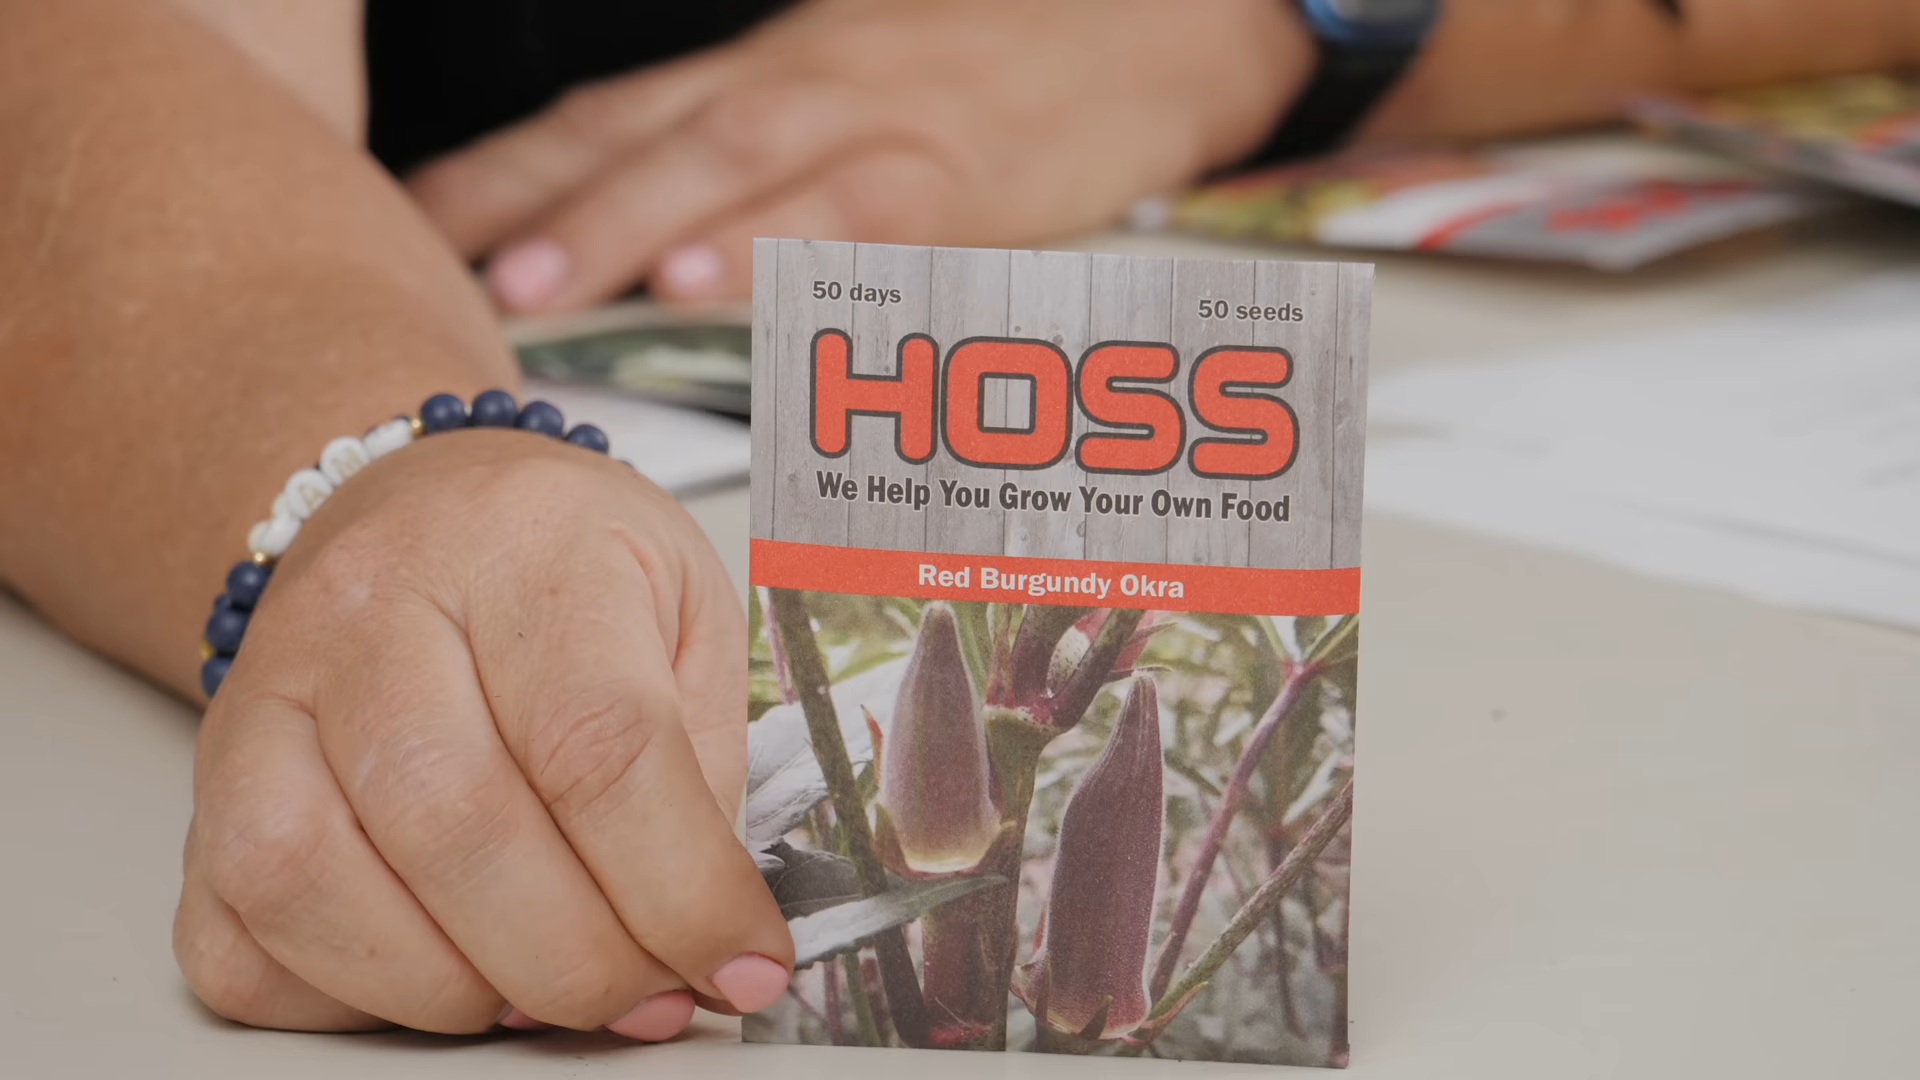 50 days
50 seeds
HOSS
We Help You Grow Your Own Food
Red Burgundy Okra